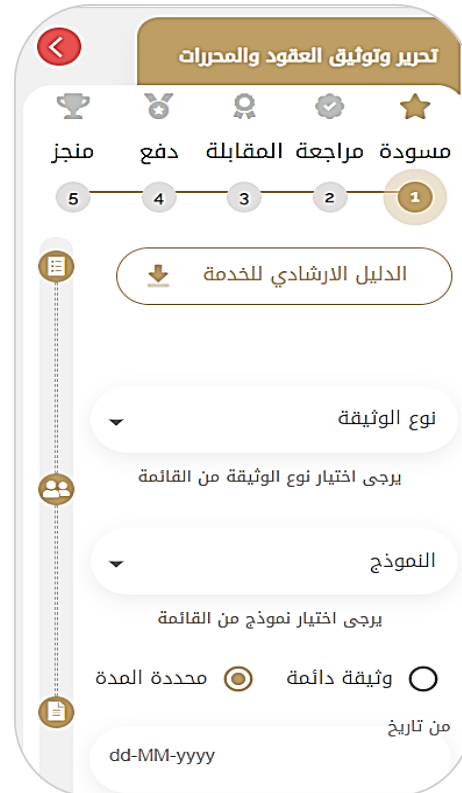 تحرير وتوثيق العقود والمحررات
مسودة مراجعة المقابلة دفع منجز
1 2 3 4 5
الدليل الارشادي للخدمة
نوع الوثيقة
يرجى اختيار نوع الوثيقة من القائمة
النموذج
يرجى اختيار نموذج من القائمة
وثيقة دائمة محددة المدة
من تاريخ
dd-MM-yyyy